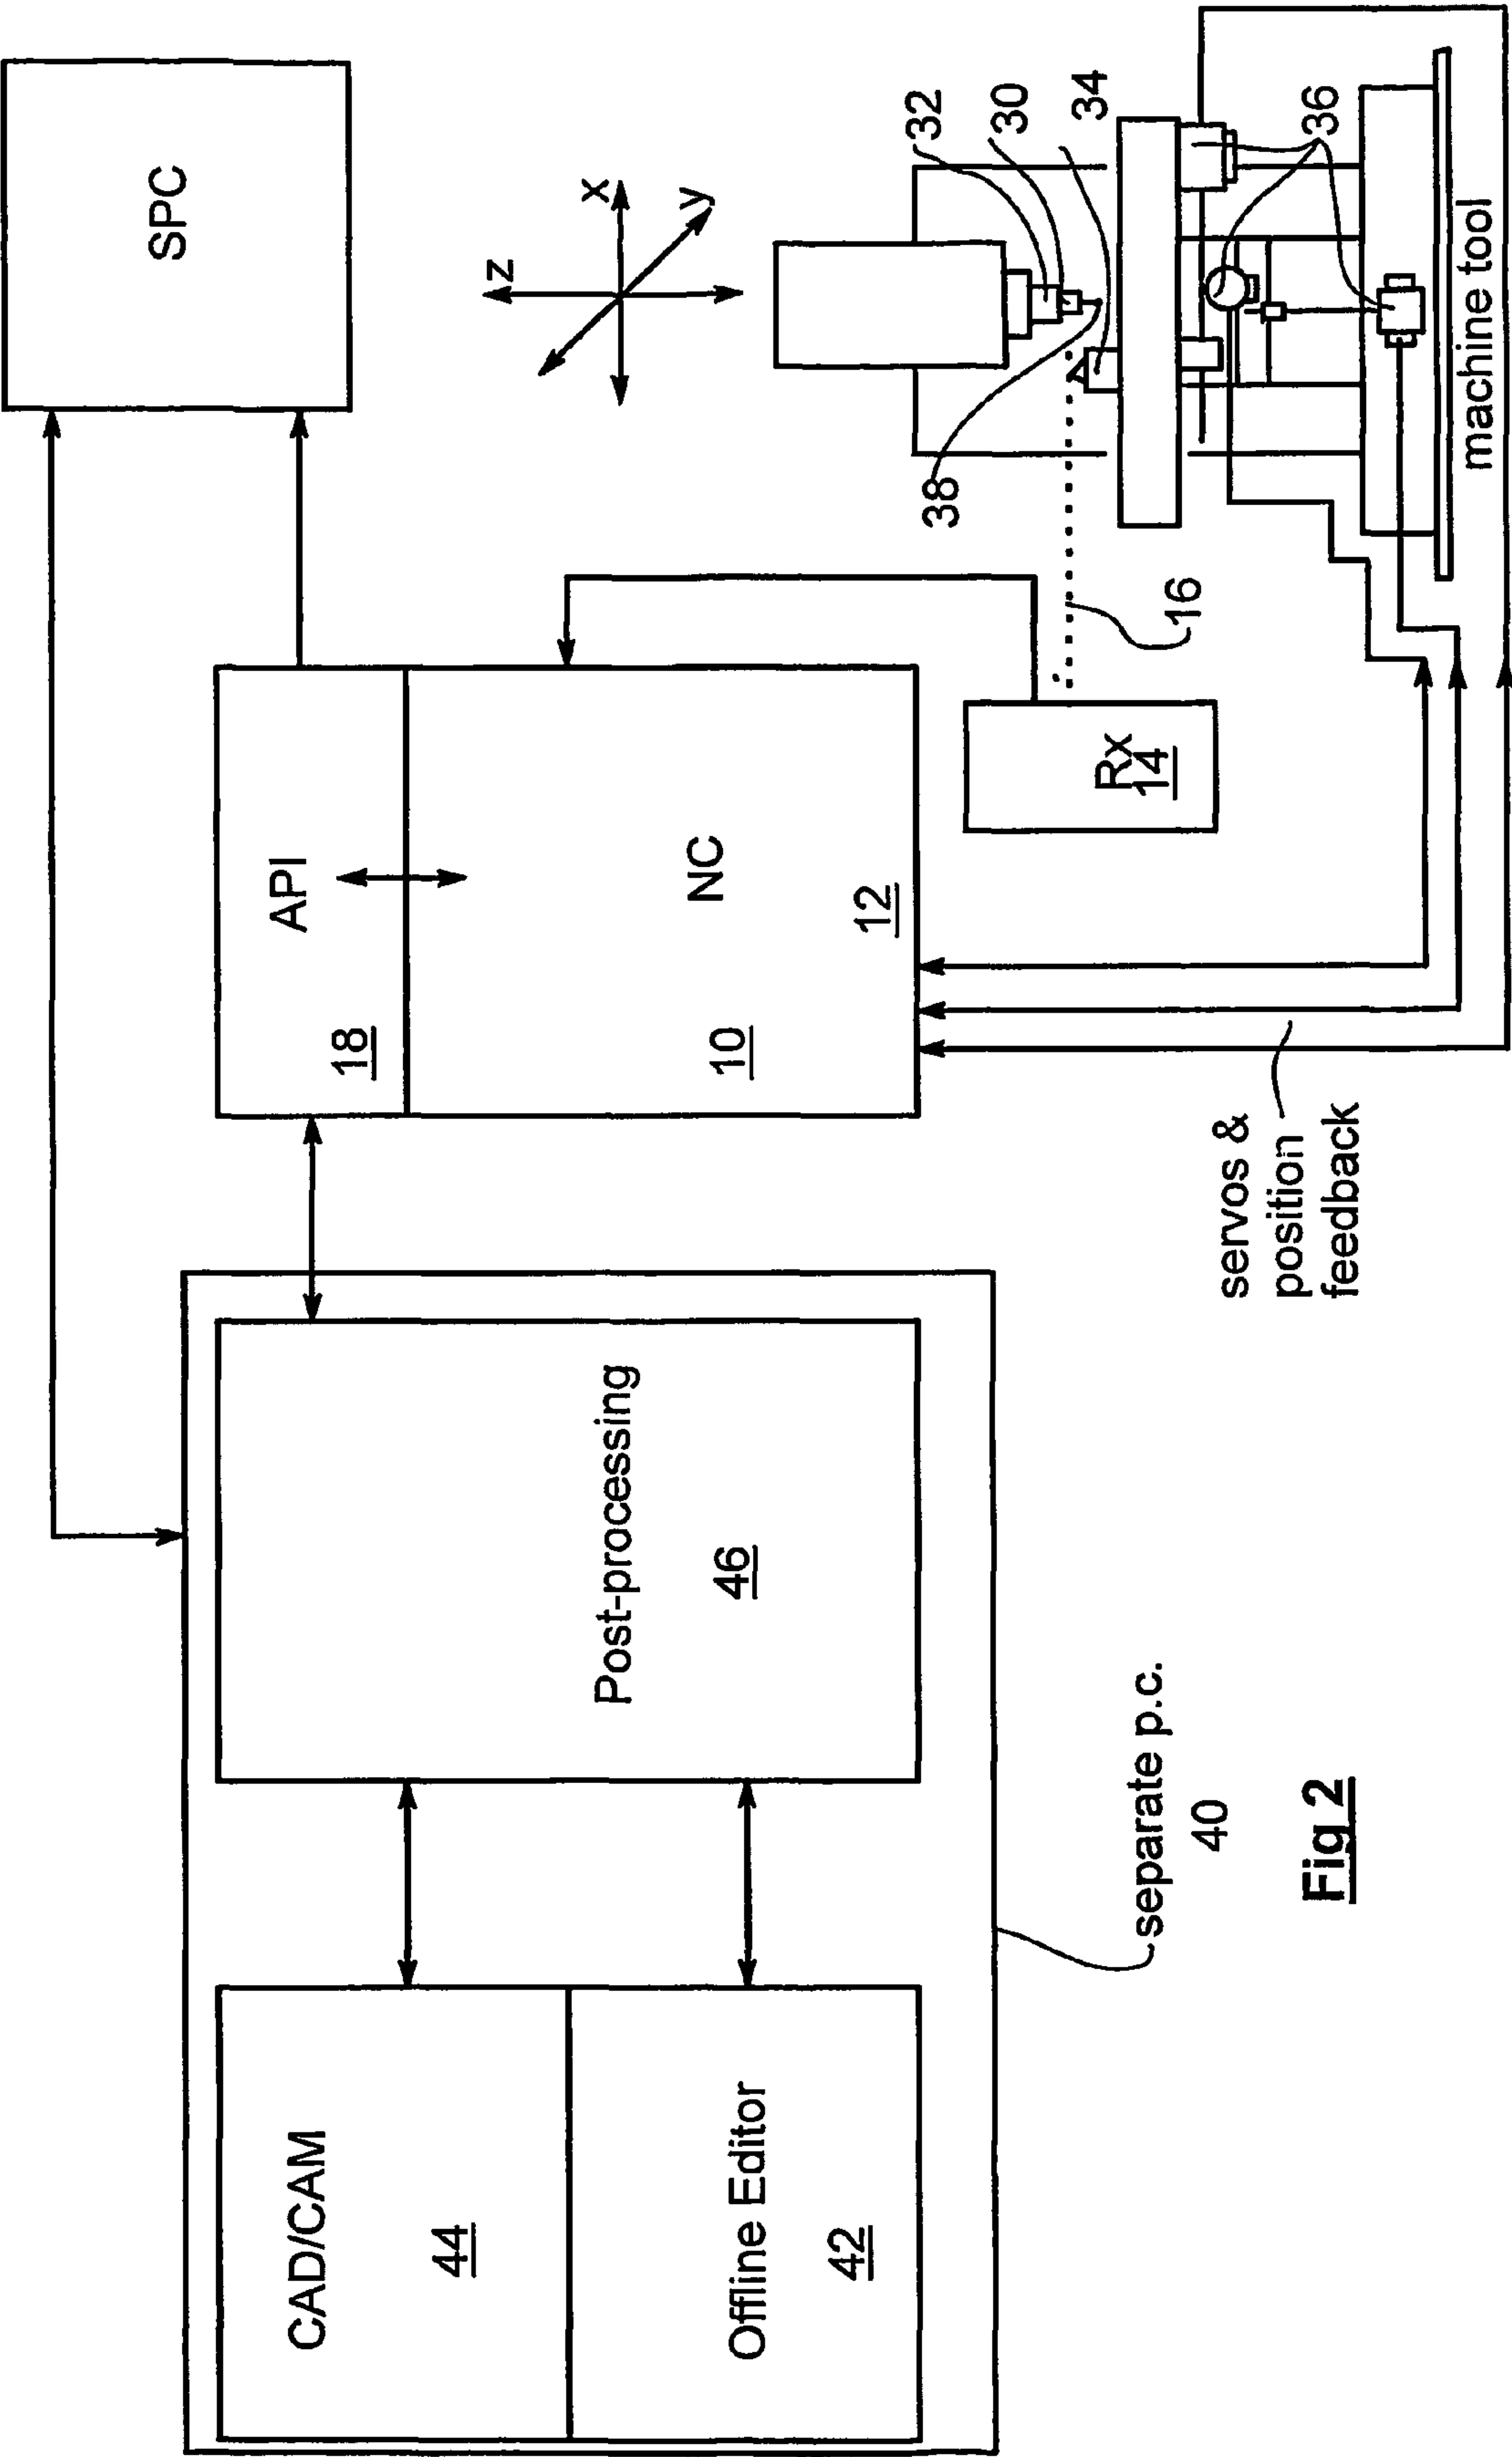 CAD/CAM
44
Offline Editor
42
Post-processing
46
separate p.c.
40
API
18
NC
10
12
SPC
Rx
14
16
servos &
position
feedback
z
x
y
32
30
34
38
36
machine tool
Fig 2